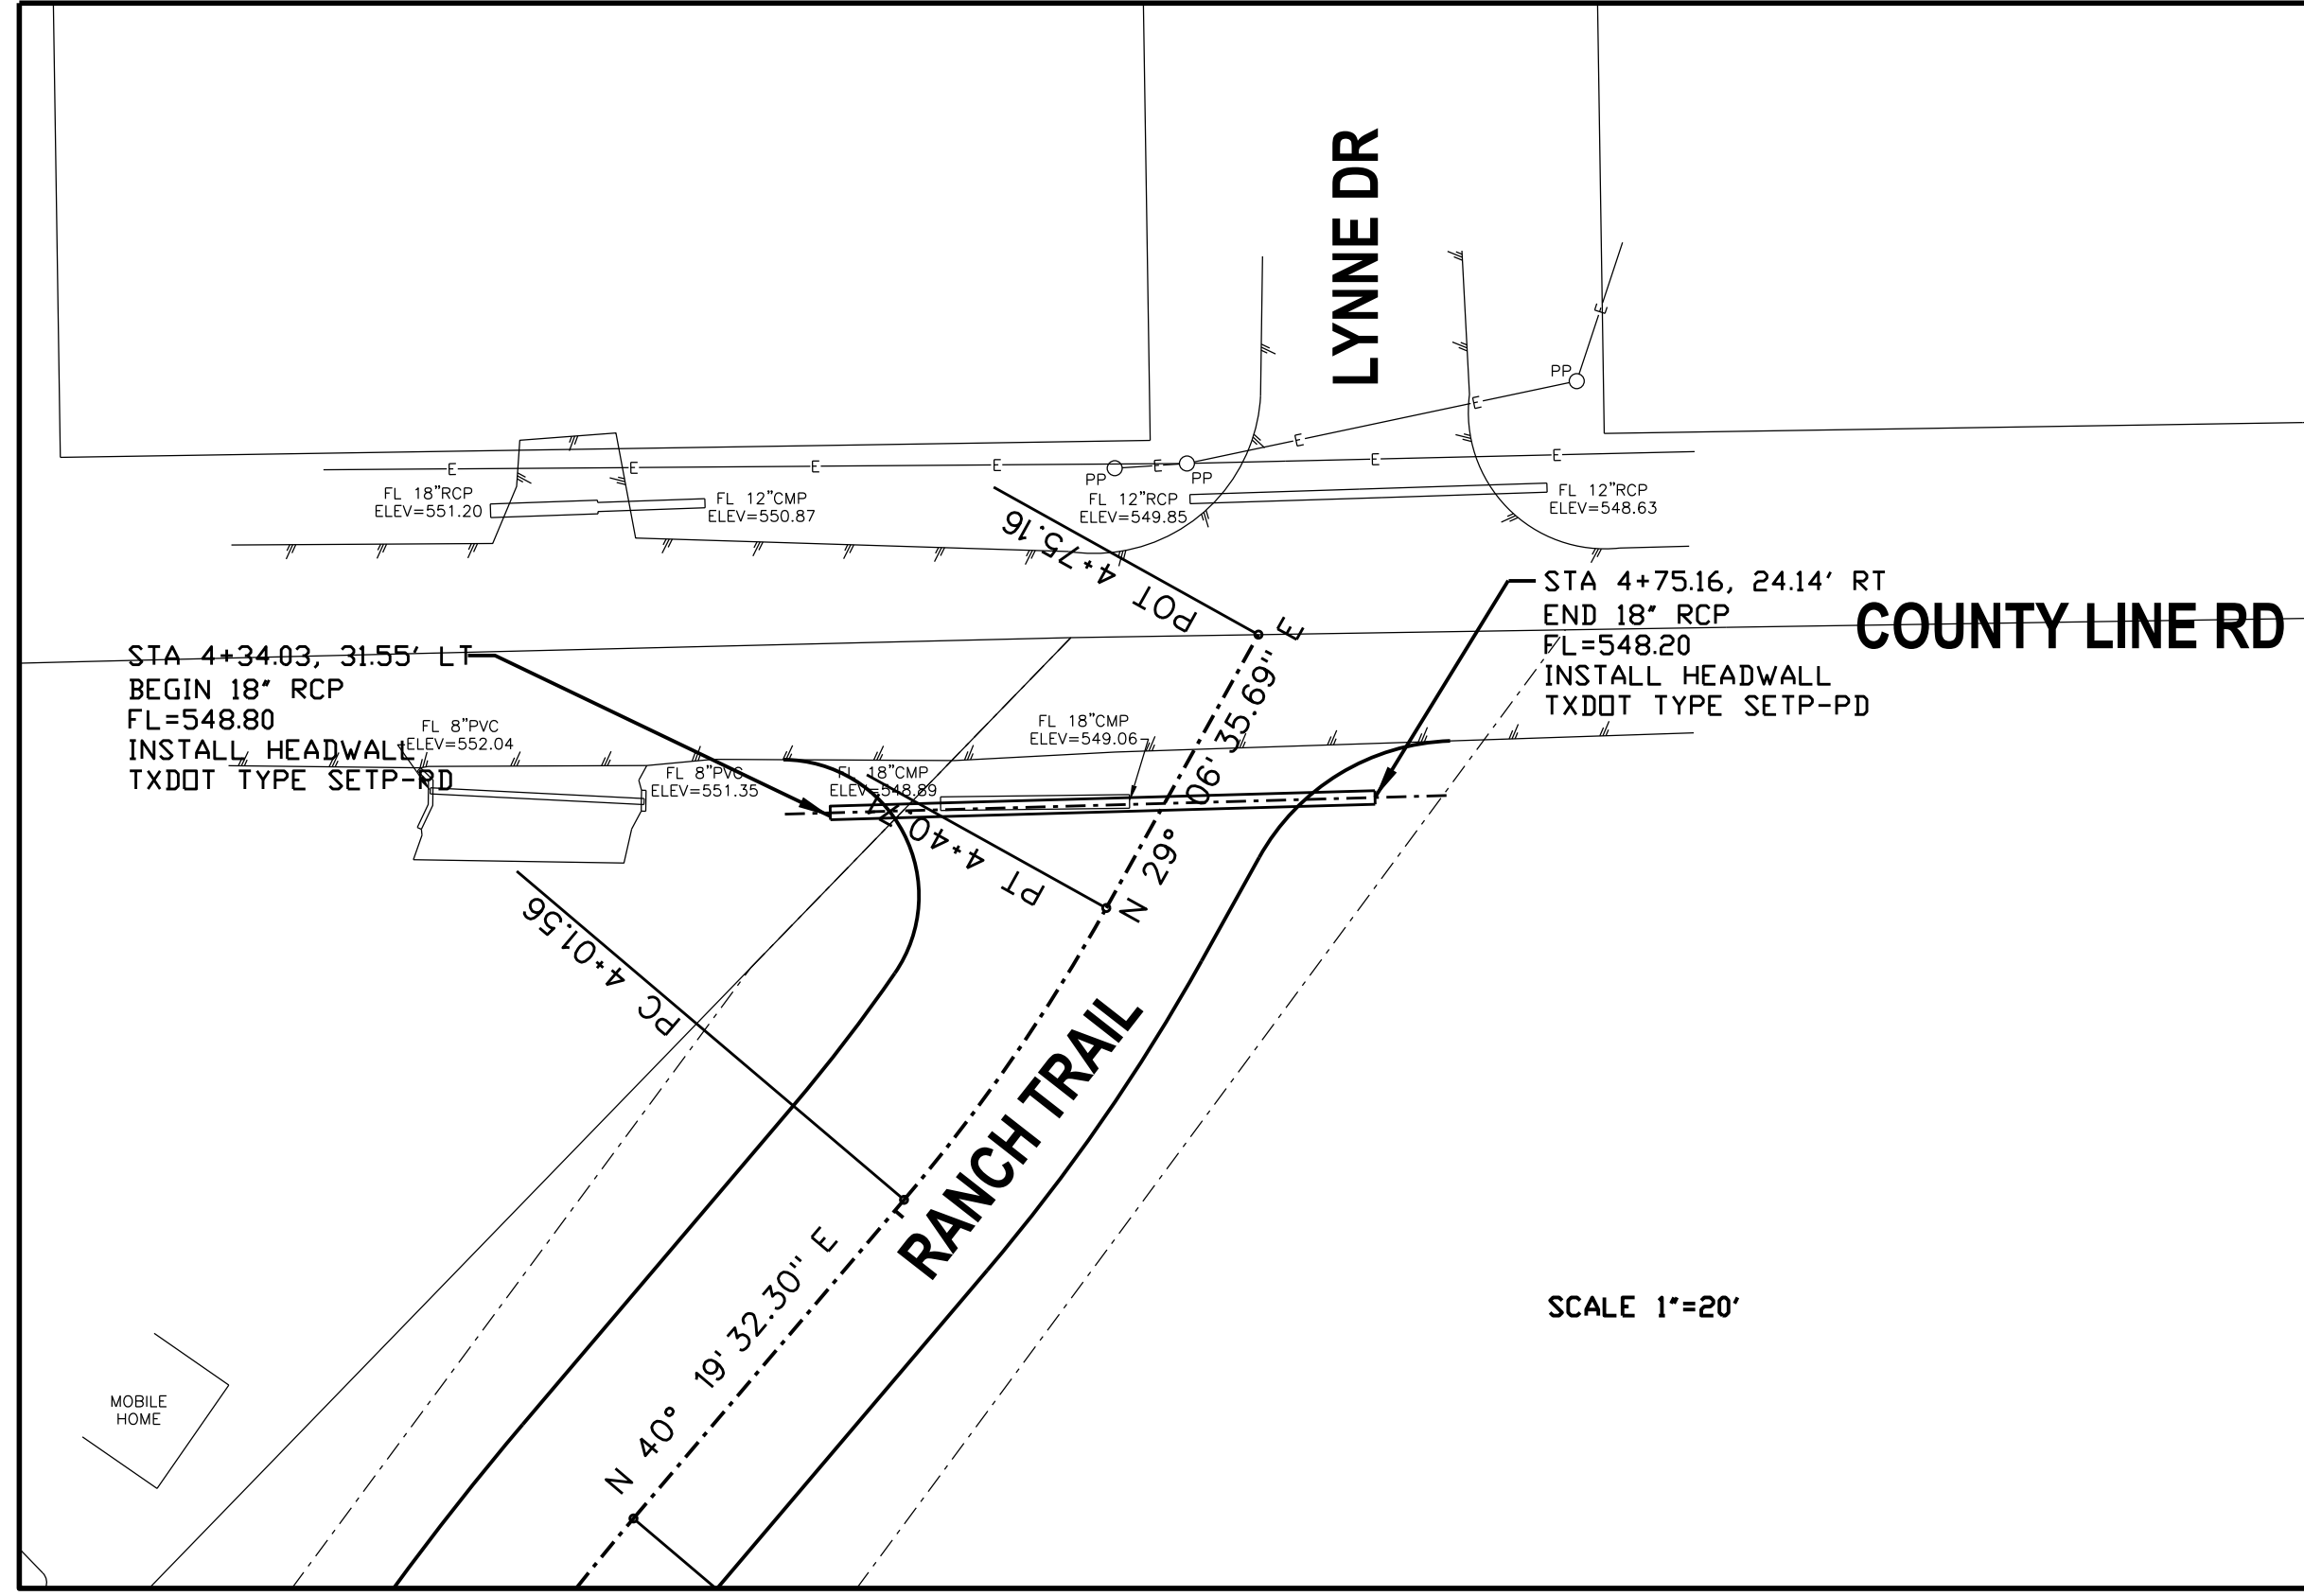 LYNNE DR
PP
E
E
E
E
E
E
E
E
E
E
E
PP
PP
FL 18"RCP
ELEV=551.20
FL 12"CMP
ELEV=550.87
FL 12"RCP
ELEV=549.85
FL 12"RCP
ELEV=548.63
POT 4+75.16
STA 4+75.16, 24.14' RT
END 18" RCP
FL=548.20
INSTALL HEADWALL
TXDOT TYPE SETP-PD
COUNTY LINE RD
STA 4+34.03, 31.55' LT
BEGIN 18" RCP
FL=548.80
INSTALL HEADWALL
TXDOT TYPE SETP-PD
FL 8"PVC
ELEV=552.04
FL 8"PVC
ELEV=551.35
FL 18"CMP
ELEV=548.89
FL 18"CMP
ELEV=549.06
N 29° 06' 35.69" E
PC 4+01.56
RANCH TRAIL
N 40° 19' 32.30" E
SCALE 1"=20'
MOBILE
HOME